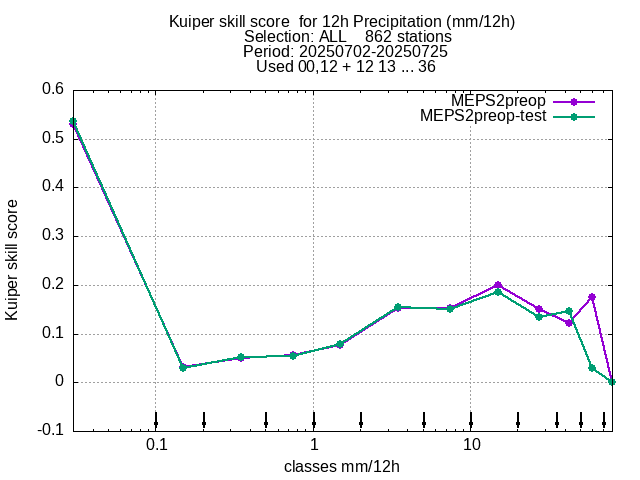 Kuiper skill score  for 12h Precipitation (mm/12h)
Selection: ALL    862 stations
Period: 20250702-20250725
Used 00,12 + 12 13 ... 36
MEPS2preop
MEPS2preop-test
0.6
0.5
0.4
0.3
0.2
0.1
0
-0.1
Kuiper skill score
0.1
1
10
classes mm/12h